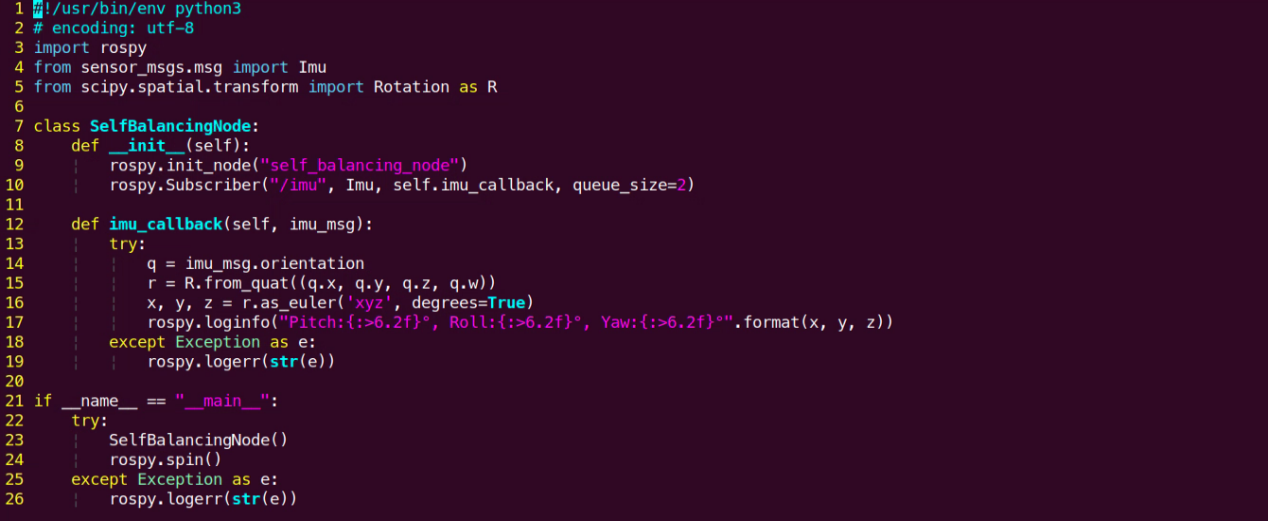 1 #!/usr/bin/env python3
2 # encoding: utf-8
3 import rospy
4 from sensor_msgs.msg import Imu
5 from scipy.spatial.transform import Rotation as R
6
7 class SelfBalancingNode:
8     def __init__(self):
9         rospy.init_node("self_balancing_node")
10         rospy.Subscriber("/imu", Imu, self.imu_callback, queue_size=2)
11
12     def imu_callback(self, imu_msg):
13         try:
14             q = imu_msg.orientation
15             r = R.from_quat((q.x, q.y, q.z, q.w))
16             x, y, z = r.as_euler('xyz', degrees=True)
17             rospy.loginfo("Pitch:{:>6.2f}°, Roll:{:>6.2f}°, Yaw:{:>6.2f}°".format(x, y, z))
18         except Exception as e:
19             rospy.logerr(str(e))
20
21 if __name__ == "__main__":
22     try:
23         SelfBalancingNode()
24         rospy.spin()
25     except Exception as e:
26         rospy.logerr(str(e))